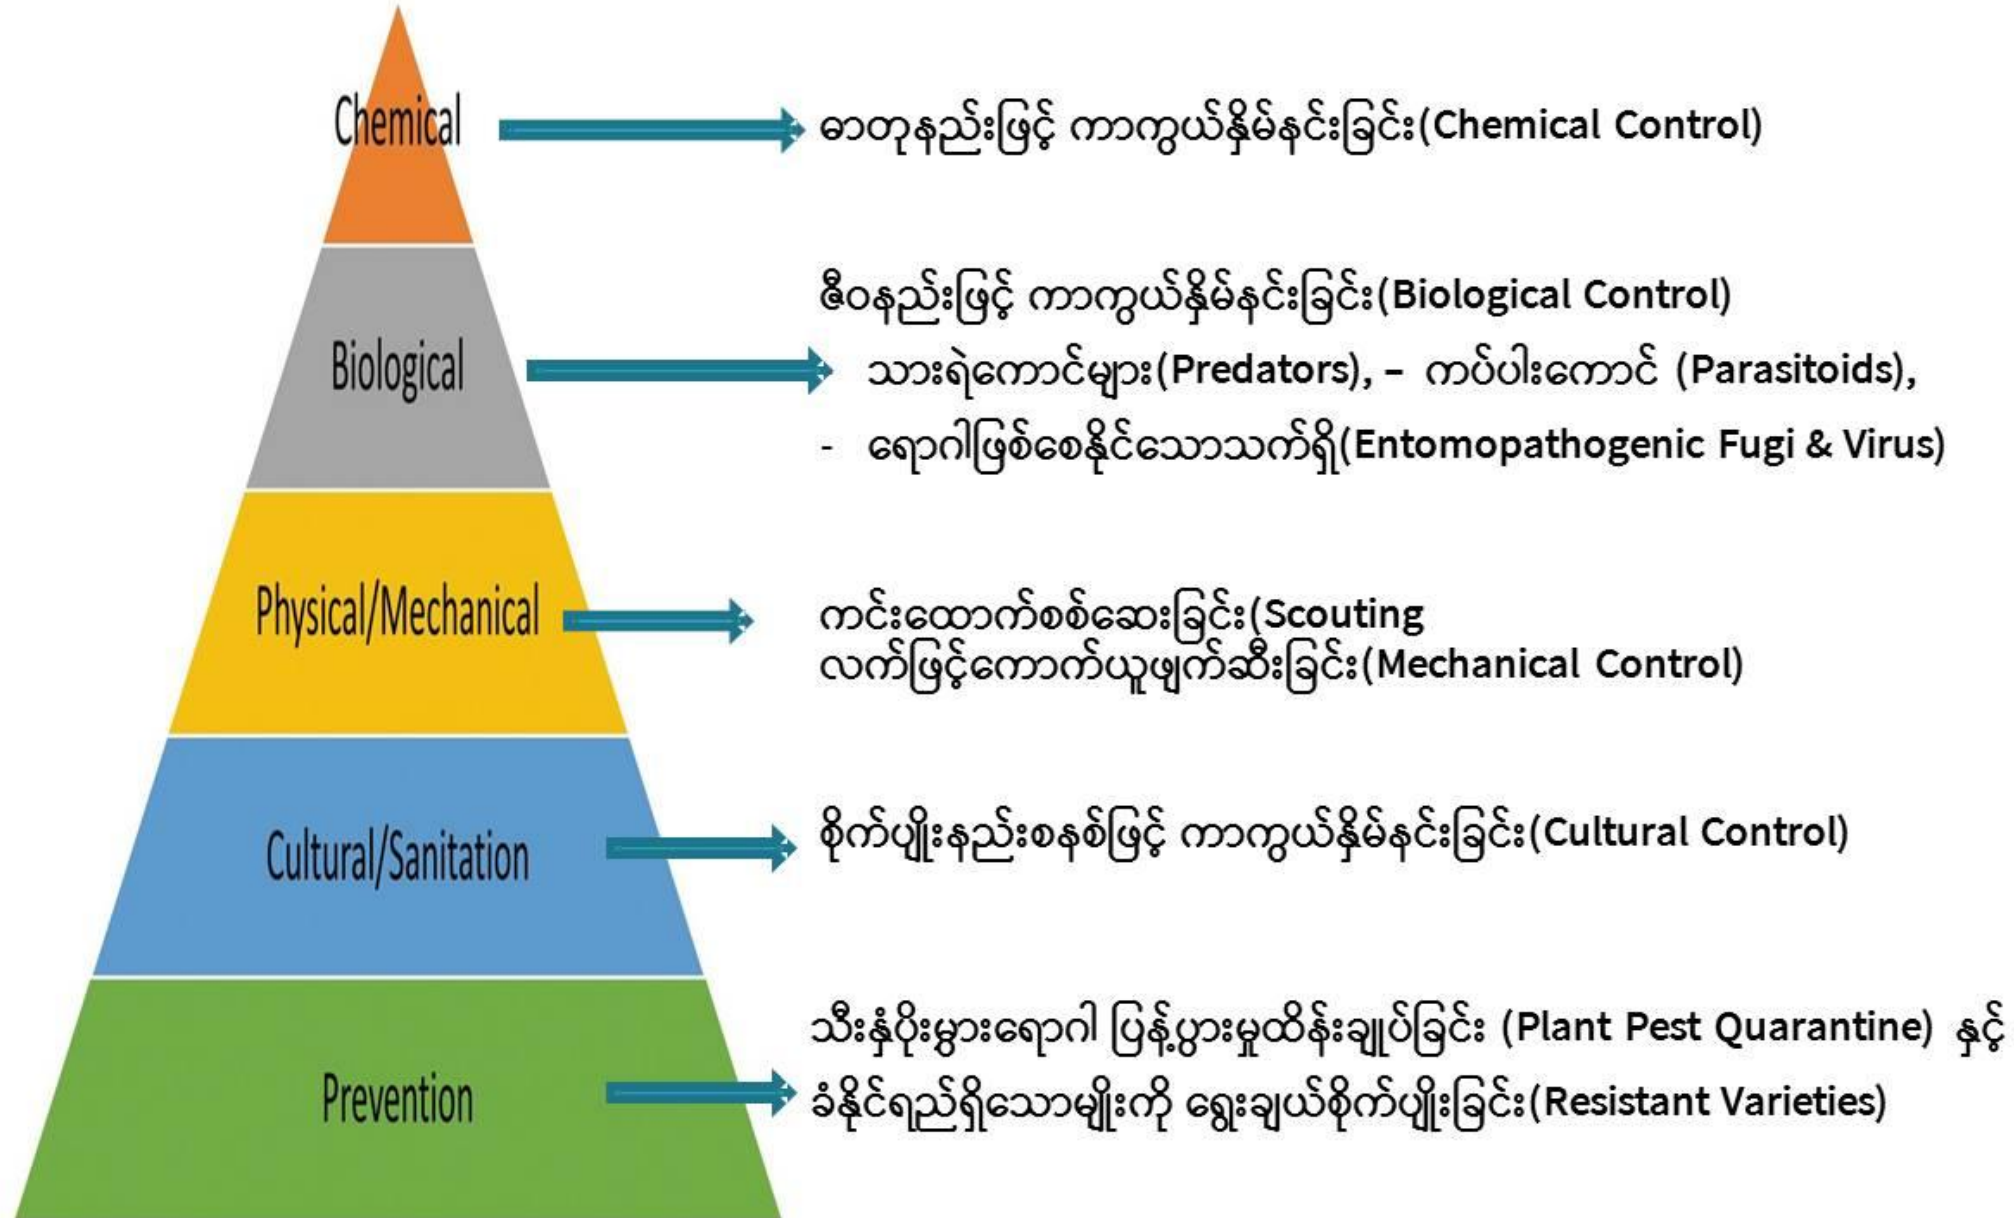 Chemical
ဓာတုနည်းဖြင့် ကာကွယ်နှိမ်နင်းခြင်း(Chemical Control)
Biological
ဇီဝနည်းဖြင့် ကာကွယ်နှိမ်နင်းခြင်း(Biological Control)
သားရဲကောင်များ(Predators), – ကပ်ပါးကောင် (Parasitoids),
- ရောဂါဖြစ်စေနိုင်သောသက်ရှိ(Entomopathogenic Fugi & Virus)
Physical/Mechanical
ကင်းထောက်စစ်ဆေးခြင်း(Scouting
လက်ဖြင့်ကောက်ယူဖျက်ဆီးခြင်း(Mechanical Control)
Cultural/Sanitation
စိုက်ပျိုးနည်းစနစ်ဖြင့် ကာကွယ်နှိမ်နင်းခြင်း(Cultural Control)
Prevention
သီးနှံပိုးမွှားရောဂါ ပြန့်ပွားမှုထိန်းချုပ်ခြင်း (Plant Pest Quarantine) နှင့်
ခံနိုင်ရည်ရှိသောမျိုးကို ရွေးချယ်စိုက်ပျိုးခြင်း(Resistant Varieties)